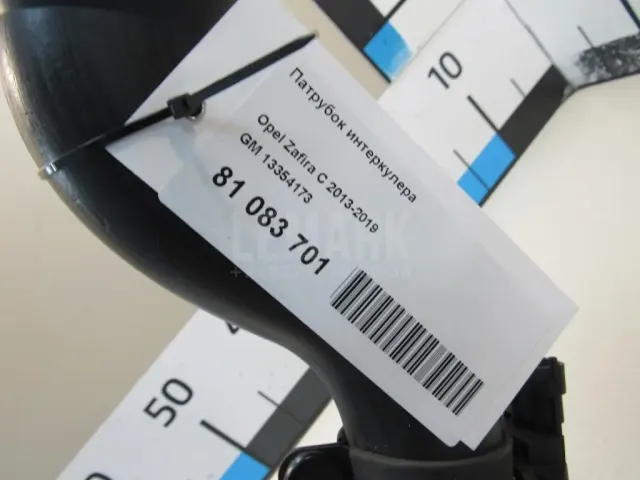 Патрубок интеркулера
Opel Zafira C 2013-2019
GM 13354173
81 083 701
10
50